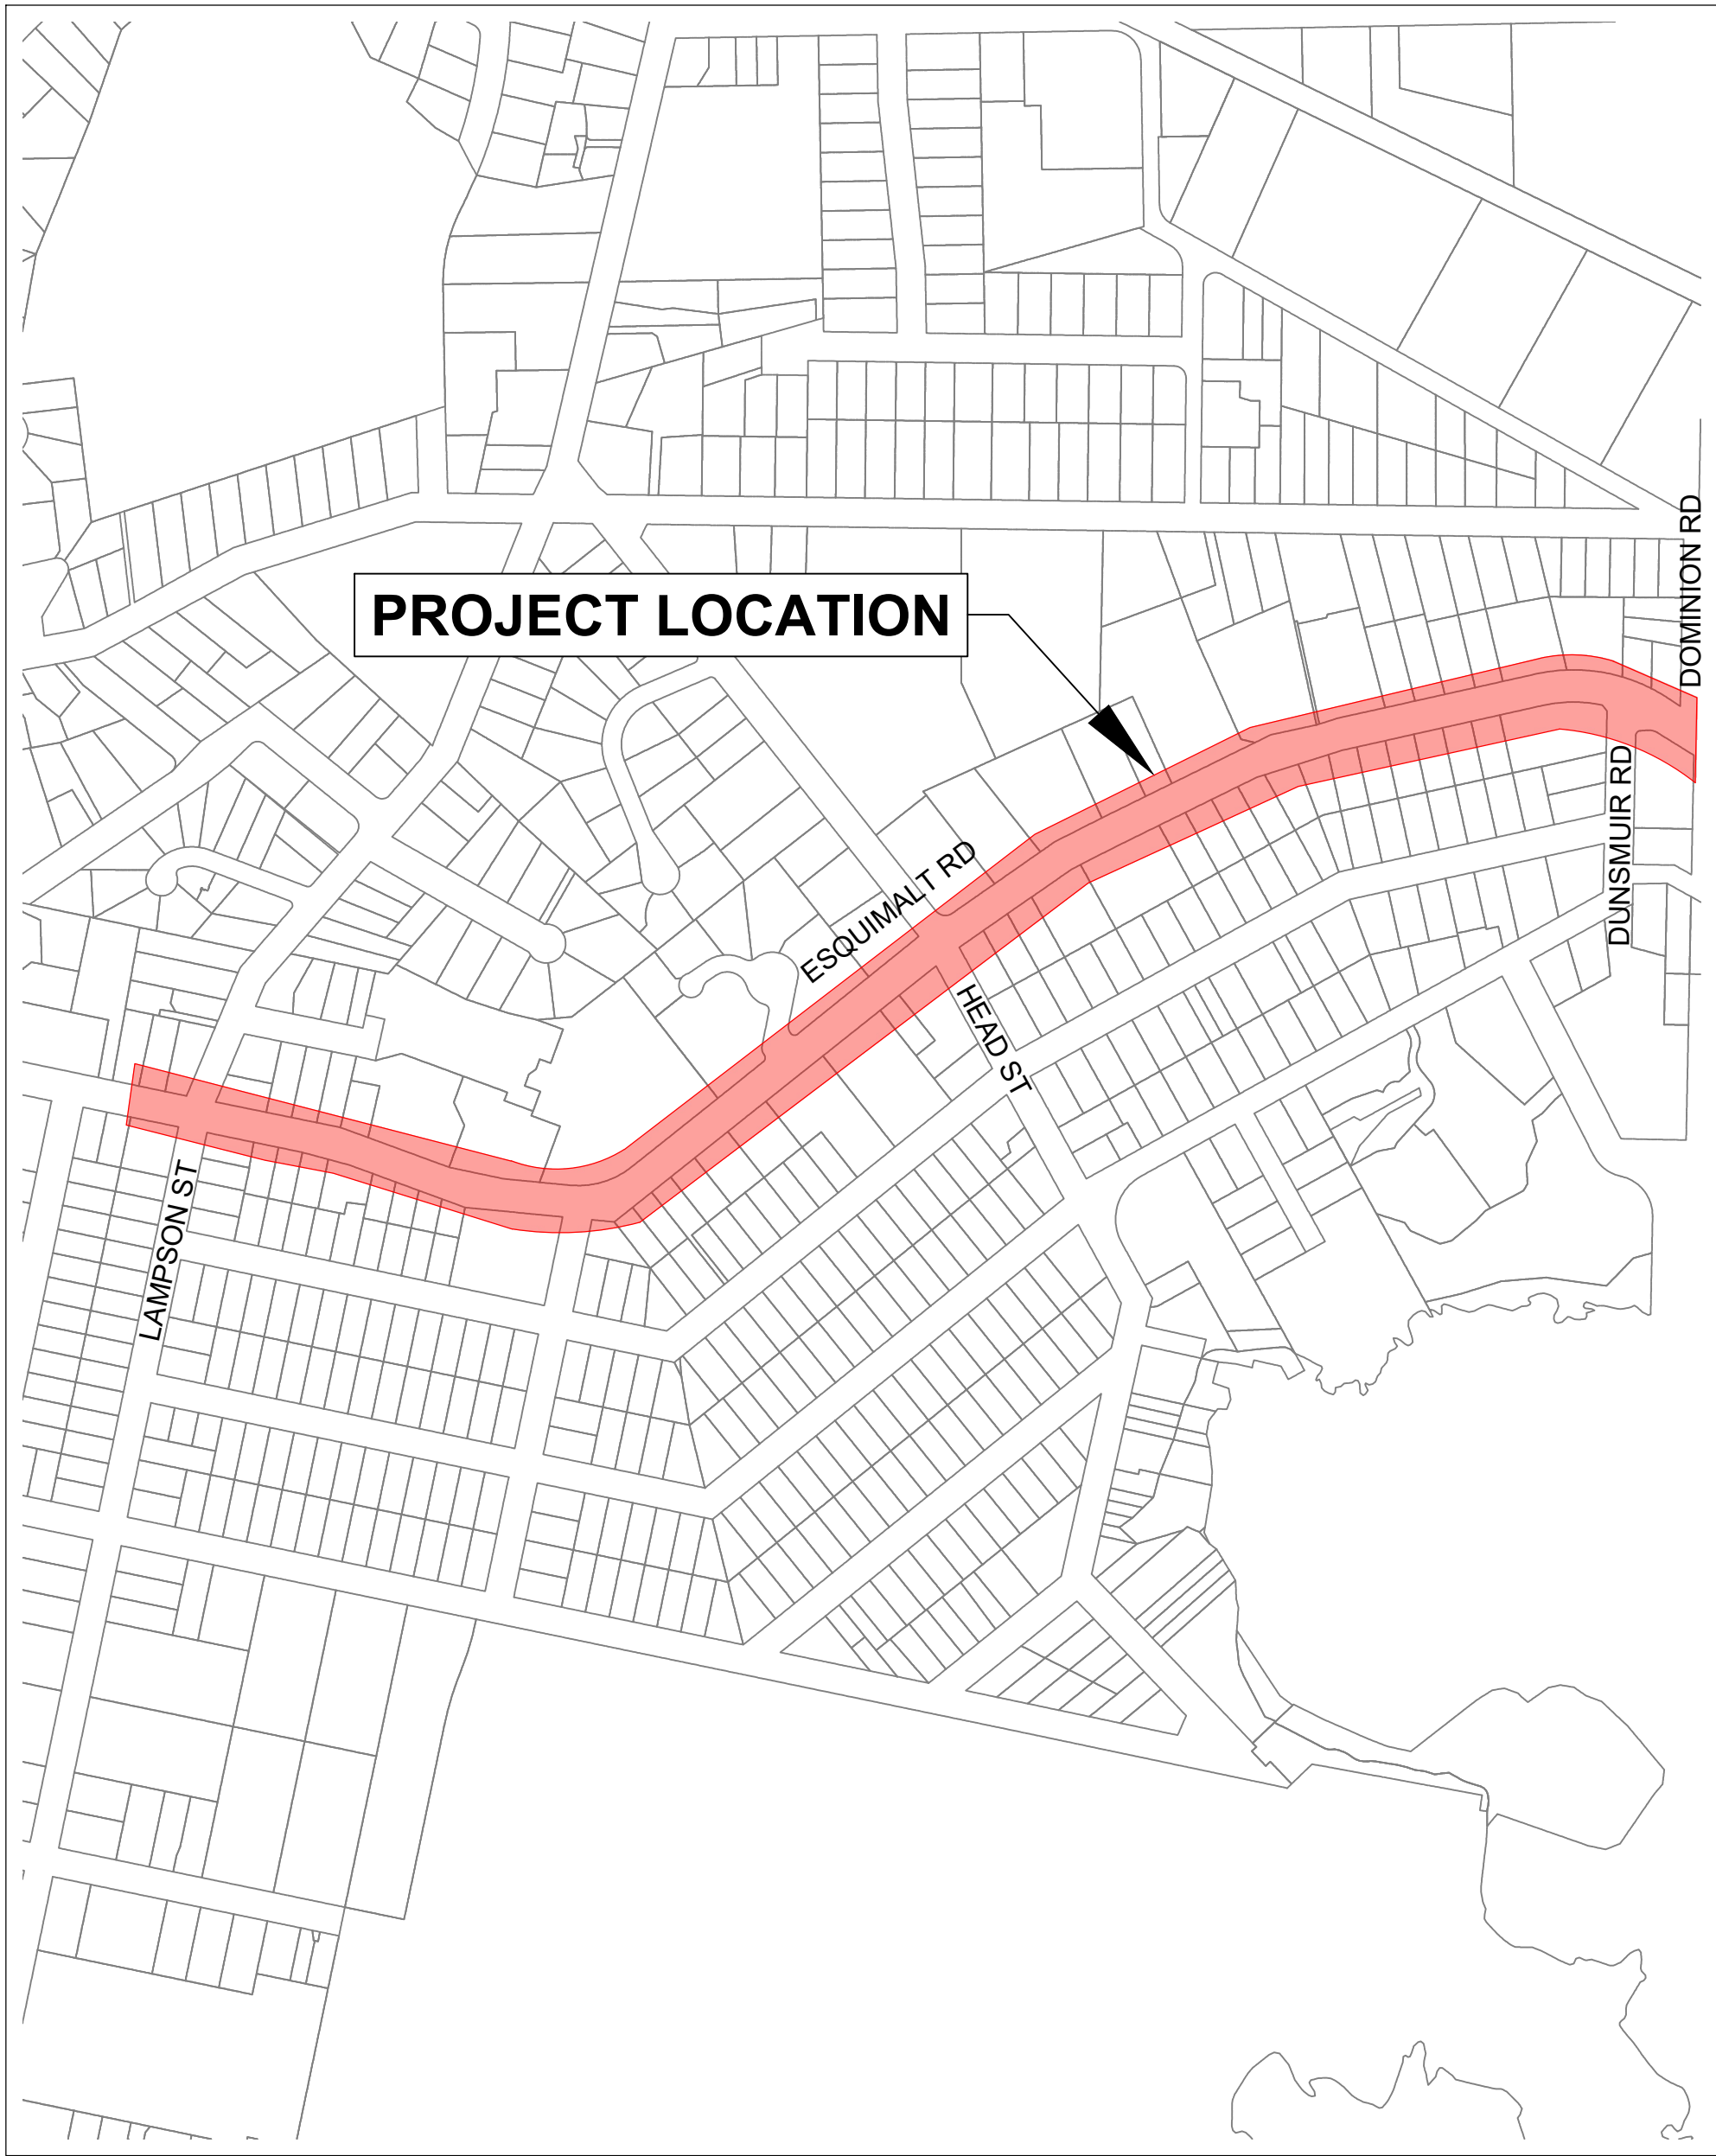 DOMINION RD
PROJECT LOCATION
DUNSMUIR RD
ESQUIMALT RD
HEAD ST
LAMPSON ST